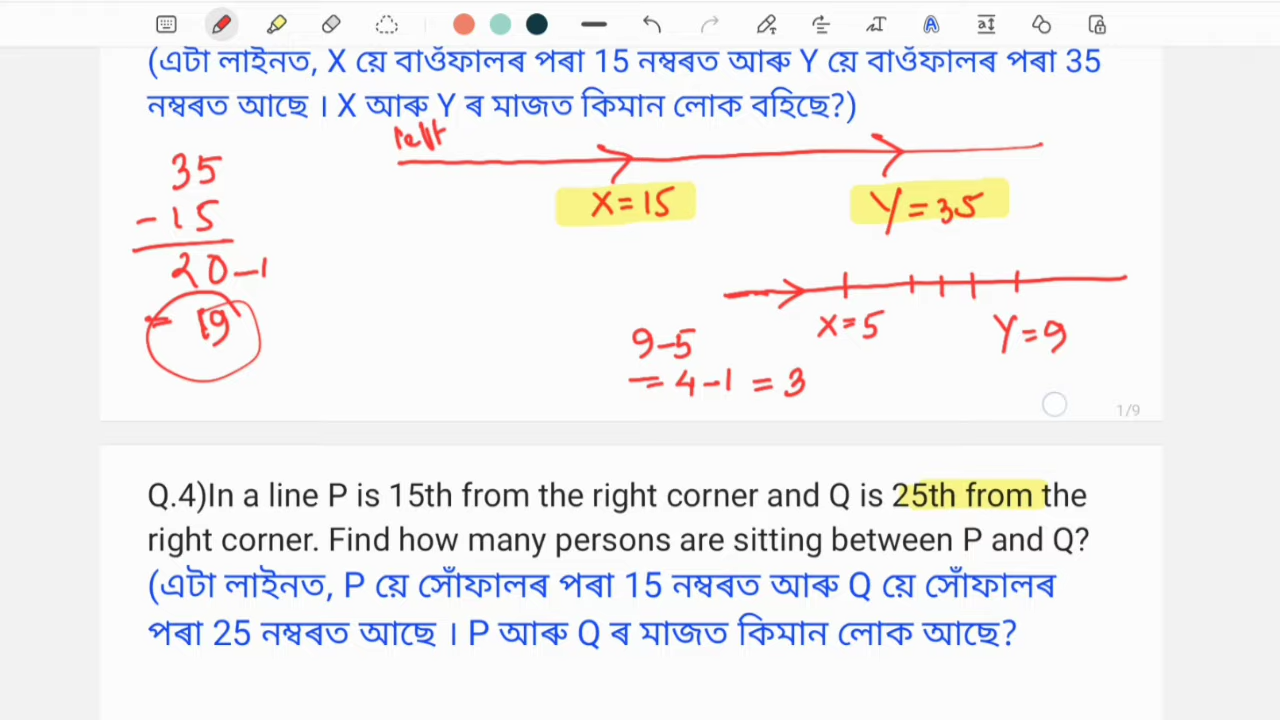 (এটা লাইনত, X য়ে বাওঁফালৰ পৰা 15 নম্বৰত আৰু Y য়ে বাওঁফালৰ পৰা 35
নম্বৰত আছে । X আৰু Y ৰ মাজত কিমান লোক বহিছে?)
left
X=15
Y=35
35
-15
20-1
= 19
X=5
Y=9
9-5
=4-1=3
1/9
Q.4)In a line P is 15th from the right corner and Q is 25th from the
right corner. Find how many persons are sitting between P and Q?
(এটা লাইনত, P য়ে সোঁফালৰ পৰা 15 নম্বৰত আৰু Q য়ে সোঁফালৰ
পৰা 25 নম্বৰত আছে । P আৰু Q ৰ মাজত কিমান লোক আছে?